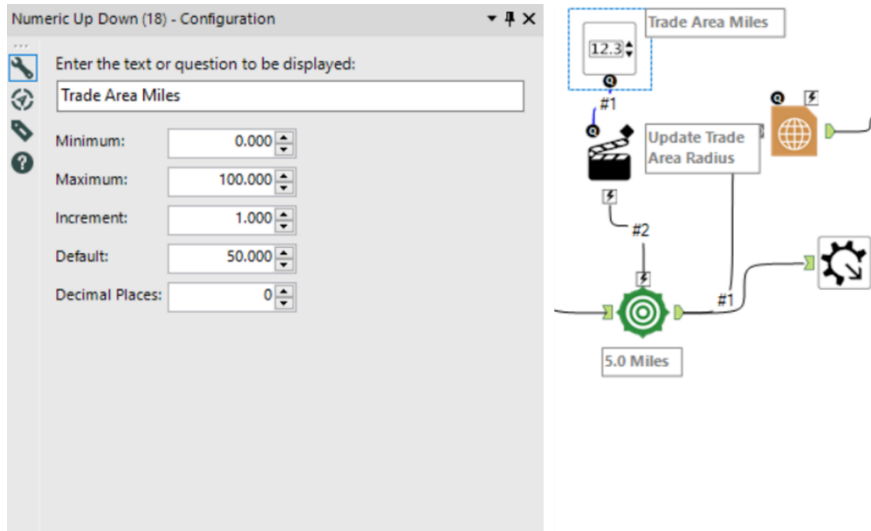 Numeric Up Down (18) - Configuration
Enter the text or question to be displayed:
Trade Area Miles
Minimum: 0.000
Maximum: 100.000
Increment: 1.000
Default: 50.000
Decimal Places: 0
Trade Area Miles
12.3
Q
#1
Q
Update Trade
Area Radius
Q
#2
#1
5.0 Miles